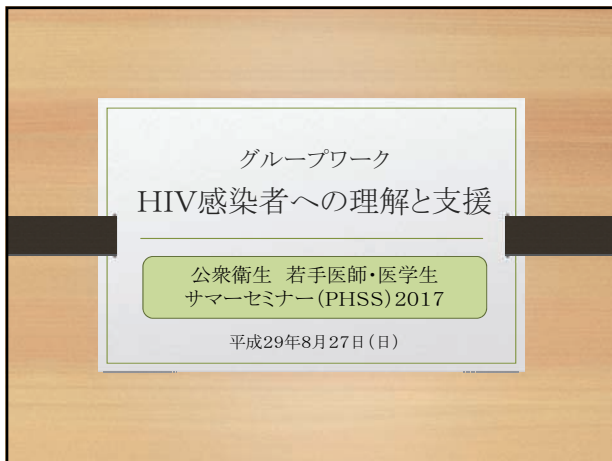 グループワーク
HIV感染者への理解と支援
公衆衛生 若手医師・医学生
サマーセミナー(PHSS)2017
平成29年8月27日(日)